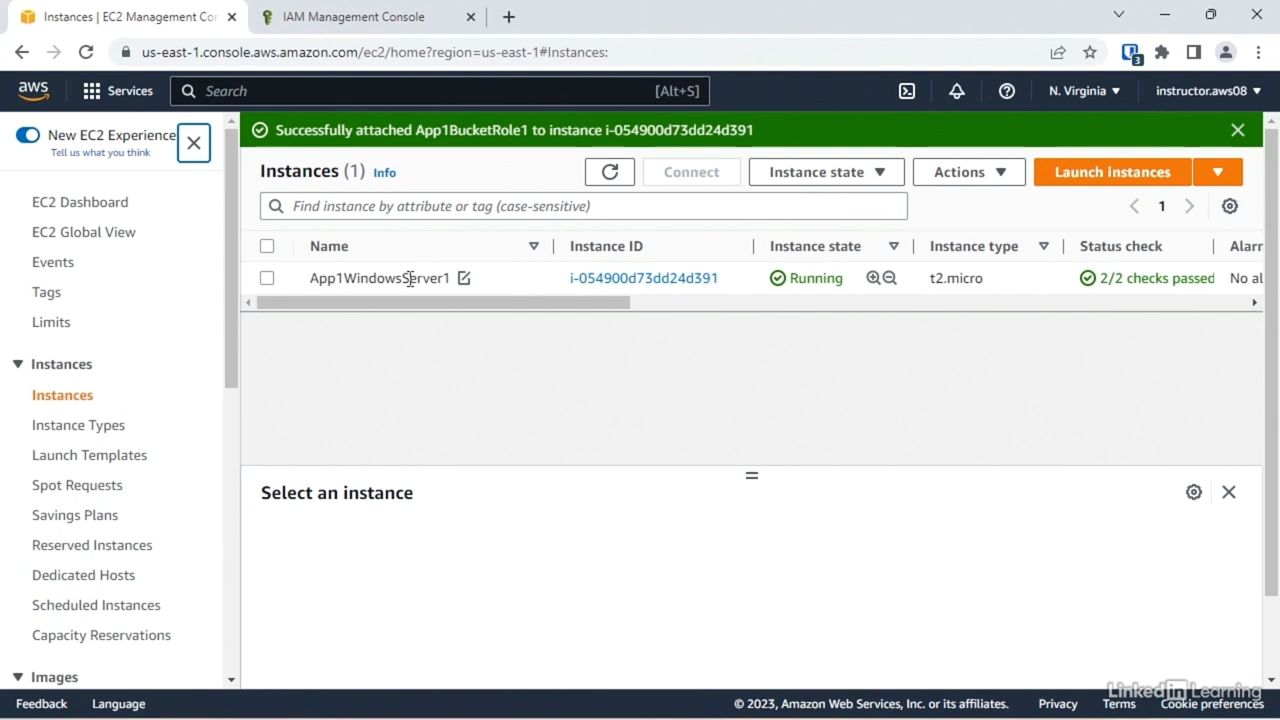 Instances | EC2 Management Con
IAM Management Console
us-east-1.console.aws.amazon.com/ec2/home?region=us-east-1#Instances:
3
aws
Services
Search
[Alt+S]
N. Virginia
instructor.aws08
New EC2 Experience
Tell us what you think
Successfully attached App1BucketRole1 to instance i-054900d73dd24d391
Instances (1) Info
Connect
Instance state
Actions
Launch instances
Find instance by attribute or tag (case-sensitive)
1
Name
Instance ID
Instance state
Instance type
Status check
Alarr
App1WindowsServer1
i-054900d73dd24d391
Running
t2.micro
2/2 checks passed
No al
EC2 Dashboard
EC2 Global View
Events
Tags
Limits
Instances
Instances
Instance Types
Launch Templates
Spot Requests
Savings Plans
Reserved Instances
Dedicated Hosts
Scheduled Instances
Capacity Reservations
Images
Select an instance
LinkedIn Learning
Feedback
Language
© 2023, Amazon Web Services, Inc. or its affiliates.
Privacy
Terms
Cookie preferences